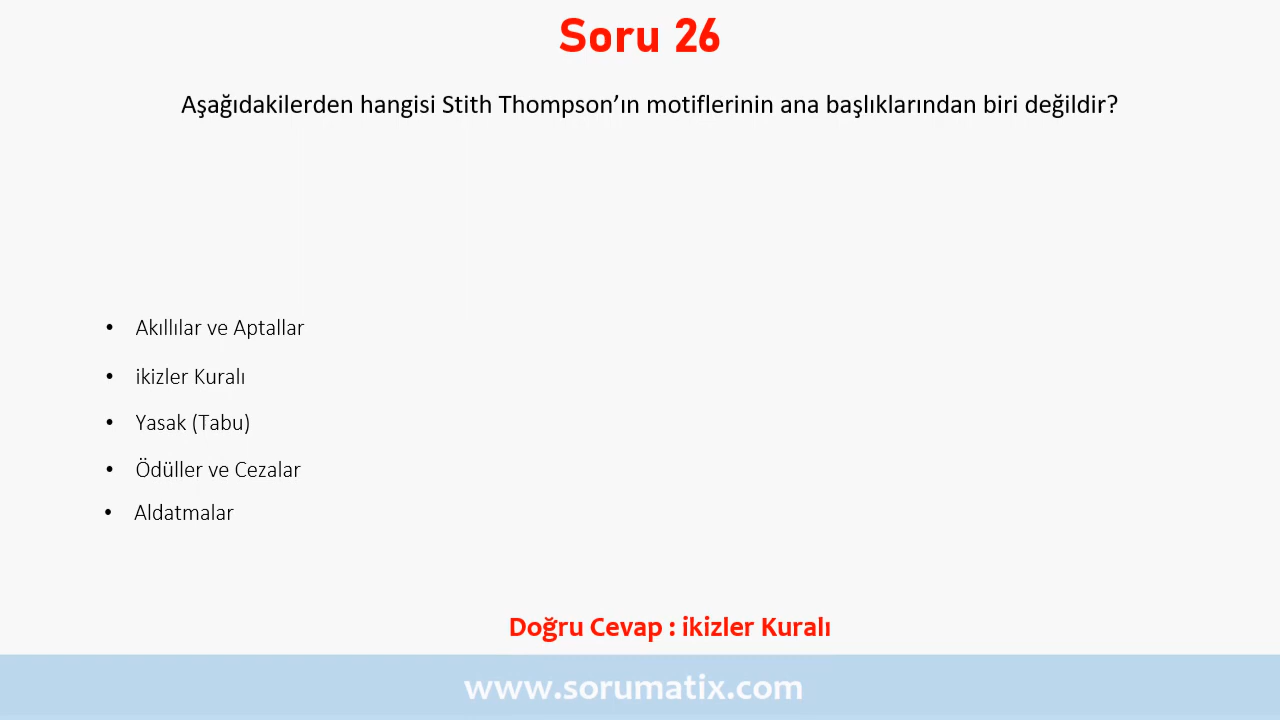 Soru 26
Aşağıdakilerden hangisi Stith Thompson’ın motiflerinin ana başlıklarından biri değildir?
• Akıllılar ve Aptallar
• ikizler Kuralı
• Yasak (Tabu)
• Ödüller ve Cezalar
• Aldatmalar
Doğru Cevap : ikizler Kuralı
www.sorumatix.com